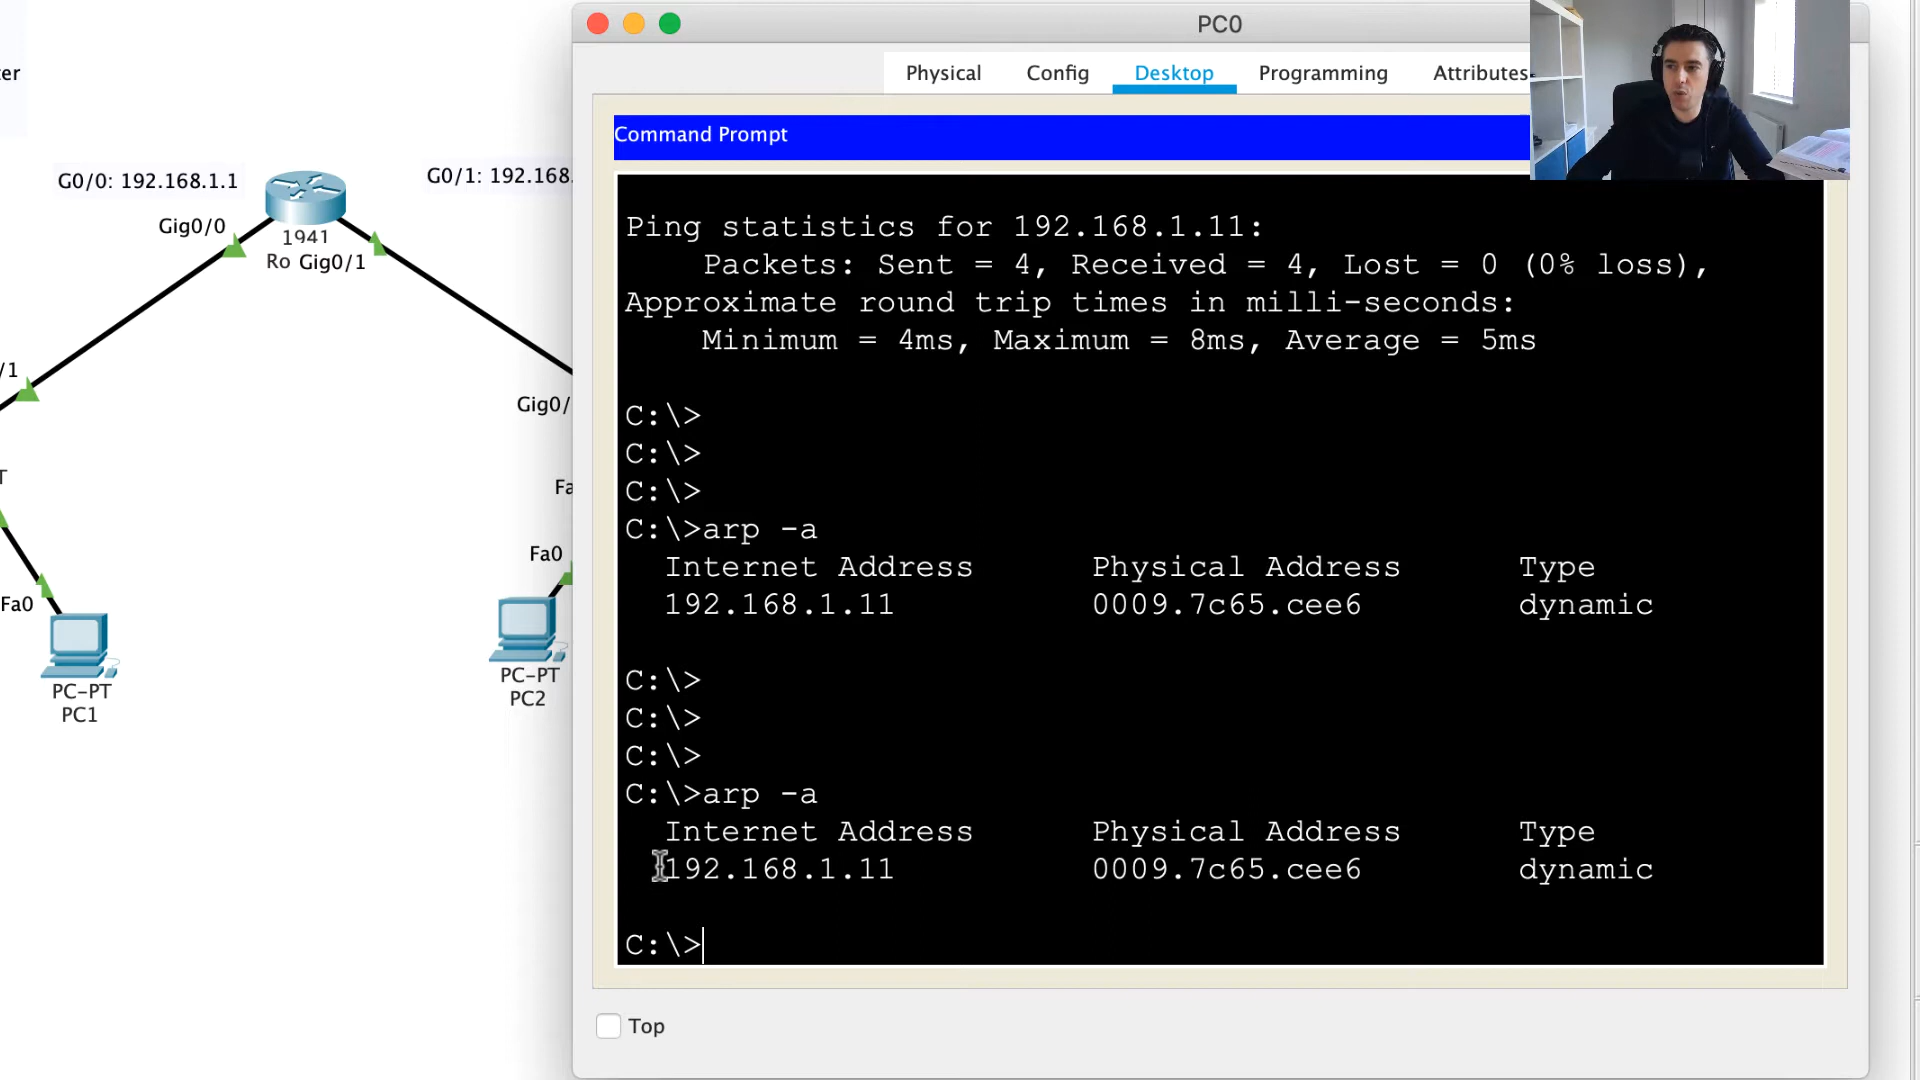 PC0
Physical Config Desktop Programming Attributes
Command Prompt
Ping statistics for 192.168.1.11:
Packets: Sent = 4, Received = 4, Lost = 0 (0% loss),
Approximate round trip times in milli-seconds:
Minimum = 4ms, Maximum = 8ms, Average = 5ms
C:\>
C:\>
C:\>
C:\>arp -a
Internet Address Physical Address Type
192.168.1.11 0009.7c65.cee6 dynamic
C:\>
C:\>
C:\>
C:\>arp -a
Internet Address Physical Address Type
192.168.1.11 0009.7c65.cee6 dynamic
C:\>
Top
G0/0: 192.168.1.1
G0/1: 192.168.
Gig0/0
1941
Ro Gig0/1
/1
Gig0/
Fa0
Fa0
PC-PT
PC1
PC-PT
PC2